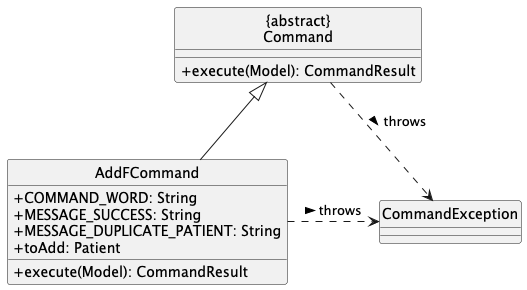 {abstract}
Command
+execute(Model): CommandResult
throws
AddFCommand
+COMMAND_WORD: String
+MESSAGE_SUCCESS: String
+MESSAGE_DUPLICATE_PATIENT: String
+toAdd: Patient
+execute(Model): CommandResult
throws
CommandException